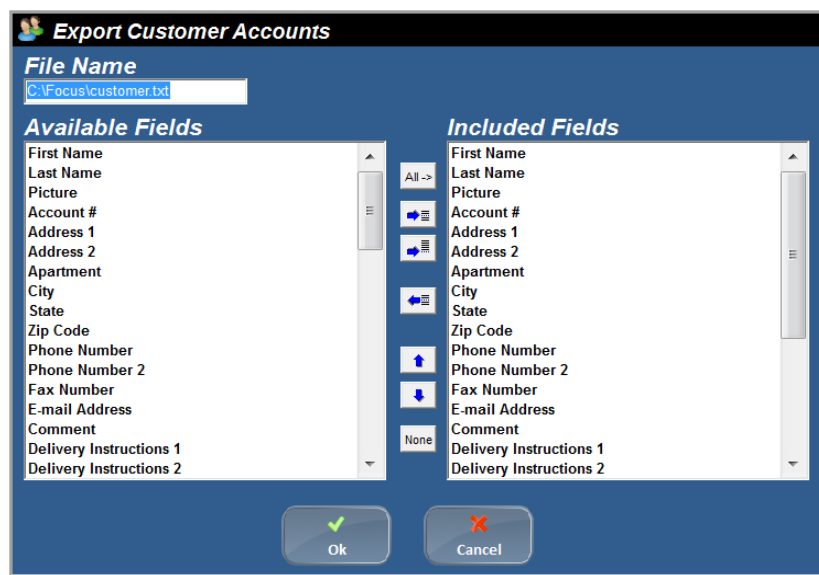 Export Customer Accounts
File Name
C:\Focus\customer.txt
Available Fields
First Name
Last Name
Picture
Account #
Address 1
Address 2
Apartment
City
State
Zip Code
Phone Number
Phone Number 2
Fax Number
E-mail Address
Comment
Delivery Instructions 1
Delivery Instructions 2
All ->
None
Included Fields
First Name
Last Name
Picture
Account #
Address 1
Address 2
Apartment
City
State
Zip Code
Phone Number
Phone Number 2
Fax Number
E-mail Address
Comment
Delivery Instructions 1
Delivery Instructions 2
Ok
Cancel